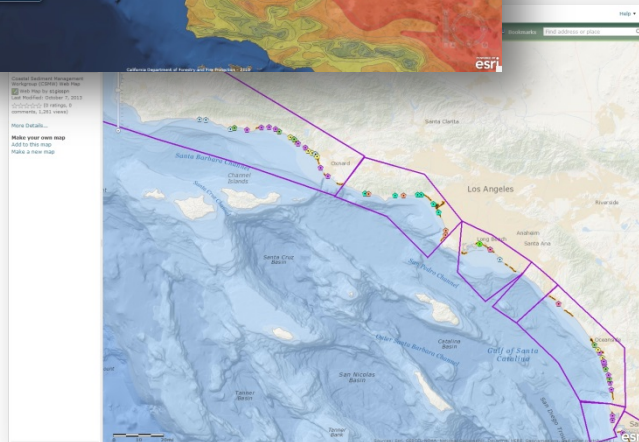 Help
Bookmarks Find address or place
California Department of Forestry and Fire Protection - 2010
esri
Coastal Sediment Management
Workgroup (CSMW) Web Map
Web Map by
Last Modified: October 7, 2013
(0 ratings, 0
comments, 1,251 views)
More Details...
Make your own map
Add to this map
Make a new map
Santa Clarita
Santa Barbara Channel
Oxnard
Channel
Islands
Los Angeles
Riverside
Santa Cruz
Basin
Long Beach
Anaheim
Santa Ana
San Pedro Channel
Outer Santa Barbara Channel
Catalina
Basin
Gulf of Santa
Catalina
Oceanside
San Nicolas
Basin
Tanner
Basin
San Diego
Tanner
Bank